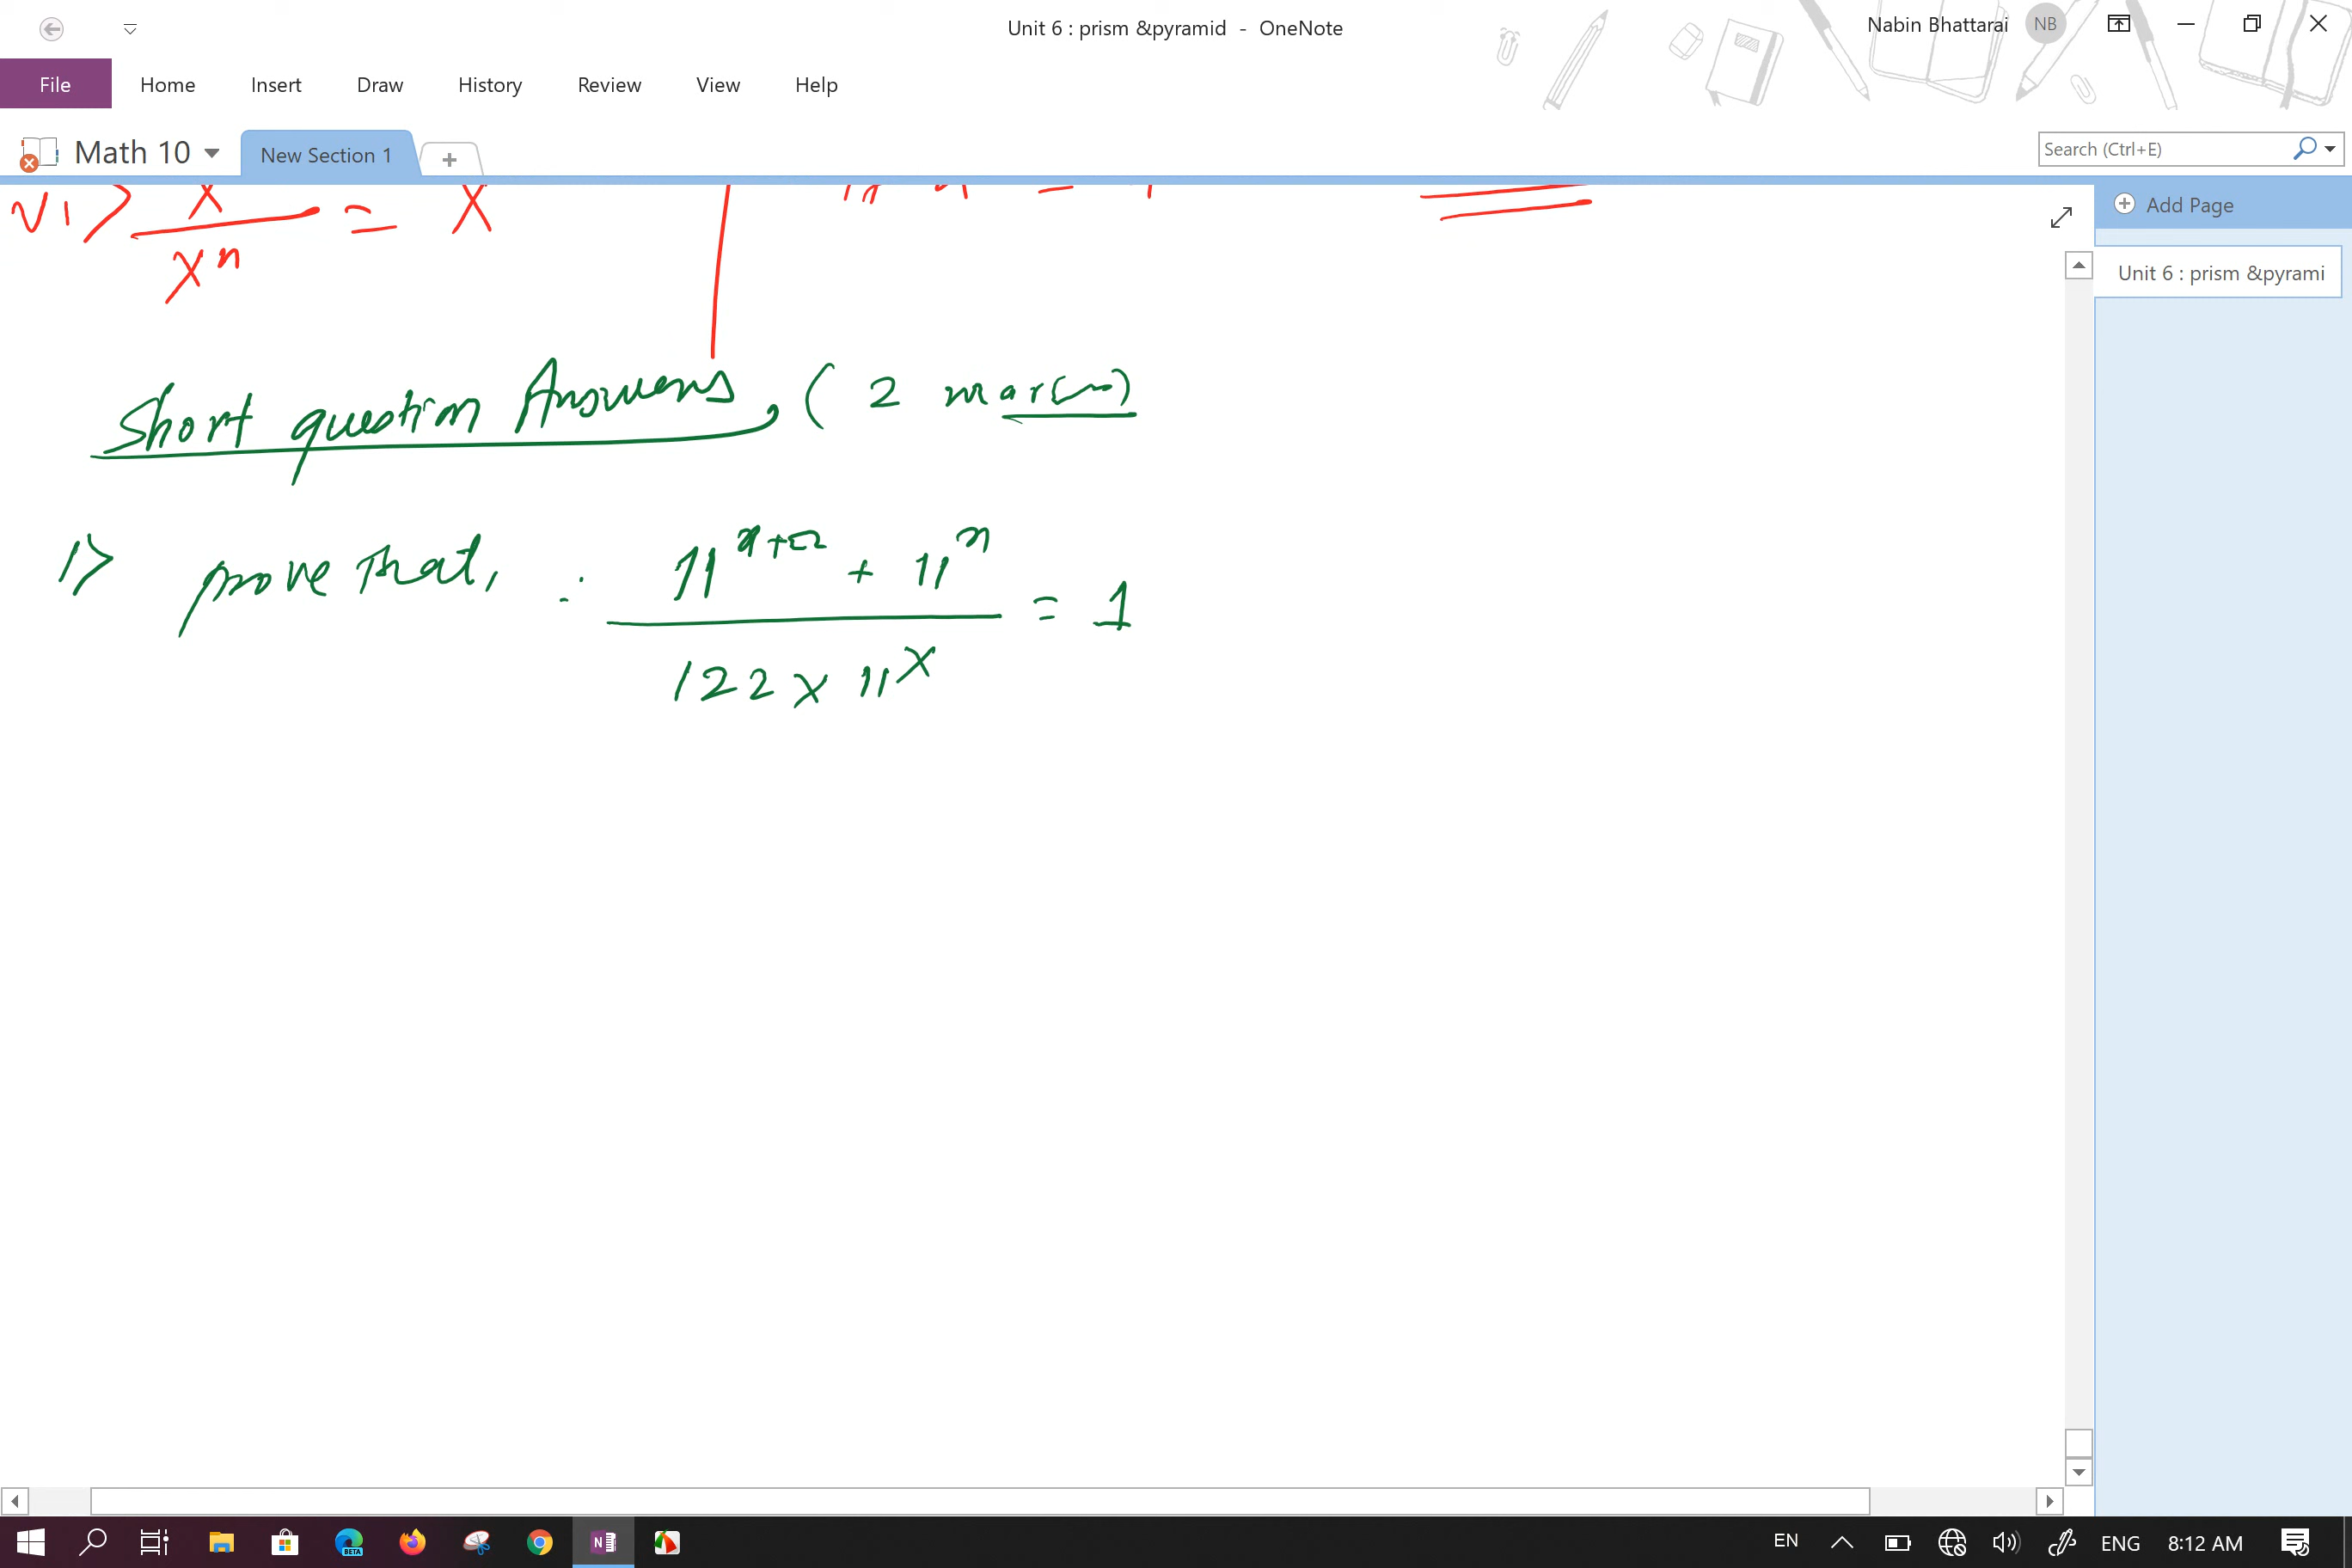 Unit 6 : prism &pyramid - OneNote
Nabin Bhattarai NB
File Home Insert Draw History Review View Help
Math 10 New Section 1 +
Search (Ctrl+E)
Add Page
Unit 6 : prism &pyrami
x
vi> —— = x
xⁿ
Short question Answers, ( 2
1> prove that, : 11^(x+2) + 11^x
—— = 1
122 x 11^x
BETA
N
EN ENG 8:12 AM